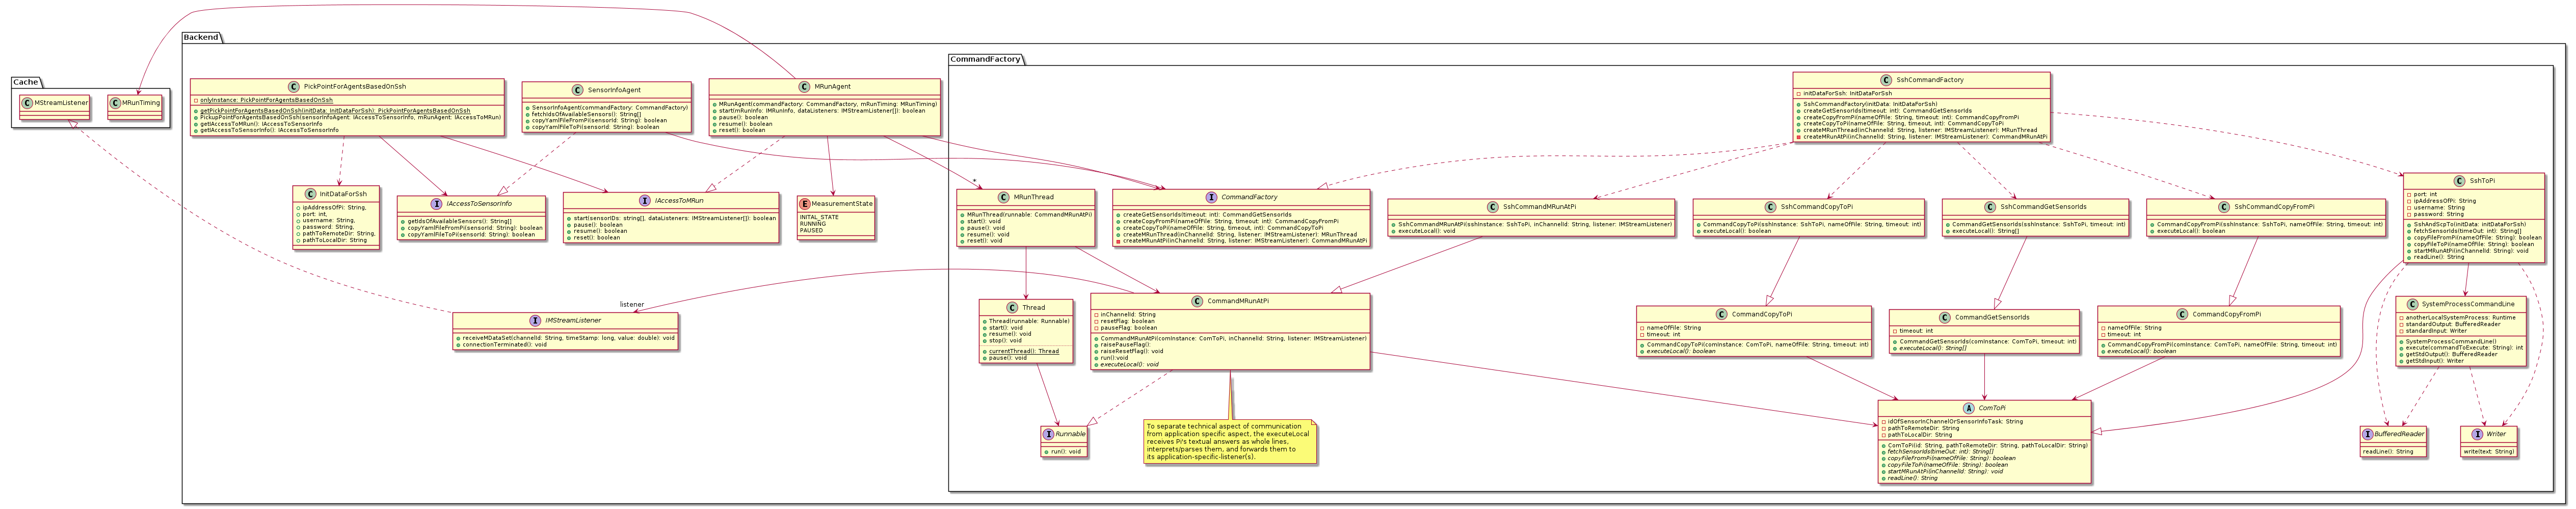 Backend
CommandFactory
Cache
C MStreamListener
C MRunTiming
C PickPointForAgentsBasedOnSsh
onlyInstance: PickPointForAgentsBasedOnSsh
getPickPointForAgentsBasedOnSsh(initData: InitDataForSsh): PickPointForAgentsBasedOnSsh
PickupPointForAgentsBasedOnSsh(sensorInfoAgent: IAccessToSensorInfo, mRunAgent: IAccessToMRun)
getAccessToMRun(): IAccessToSensorInfo
getAccessToSensorInfo(): IAccessToSensorInfo
C SensorInfoAgent
SensorInfoAgent(commandFactory: CommandFactory)
fetchIdsOfAvailableSensors(): String[]
copyYamlFileFromPi(sensorId: String): boolean
copyYamlFileToPi(sensorId: String): boolean
C MRunAgent
MRunAgent(commandFactory: CommandFactory, mRunTiming: MRunTiming)
start(mRunInfo: IMRunInfo, dataListeners: IMStreamListener[]): boolean
pause(): boolean
resume(): boolean
reset(): boolean
C SshCommandFactory
initDataForSsh: InitDataForSsh
SshCommandFactory(initData: InitDataForSsh)
createGetSensorIds(timeout: int): CommandGetSensorIds
createCopyFromPi(nameOfFile: String, timeout: int): CommandCopyFromPi
createCopyToPi(nameOfFile: String, timeout, int): CommandCopyToPi
createMRunThread(inChannelId: String, listener: IMStreamListener): MRunThread
createMRunAtPi(inChannelId: String, listener: IMStreamListener): CommandMRunAtPi
C InitDataForSsh
ipAddressOfPi: String,
port: int,
username: String,
password: String,
pathToRemoteDir: String,
pathToLocalDir: String
I IAccessToSensorInfo
getIdsOfAvailableSensors(): String[]
copyYamlFileFromPi(sensorId: String): boolean
copyYamlFileToPi(sensorId: String): boolean
I IAccessToMRun
start(sensorIDs: string[], dataListeners: IMStreamListener[]): boolean
pause(): boolean
resume(): boolean
reset(): boolean
E MeasurementState
INITAL_STATE
RUNNING
PAUSED
*
C MRunThread
MRunThread(runnable: CommandMRunAtPi)
start(): void
pause(): void
resume(): void
reset(): void
I CommandFactory
createGetSensorIds(timeout: int): CommandGetSensorIds
createCopyFromPi(nameOfFile: String, timeout: int): CommandCopyFromPi
createCopyToPi(nameOfFile: String, timeout, int): CommandCopyToPi
createMRunThread(inChannelId: String, listener: IMStreamListener): MRunThread
createMRunAtPi(inChannelId: String, listener: IMStreamListener): CommandMRunAtPi
C SshCommandMRunAtPi
SshCommandMRunAtPi(sshInstance: SshToPi, inChannelId: String, listener: IMStreamListener)
executeLocal(): void
C SshCommandCopyToPi
CommandCopyToPi(sshInstance: SshToPi, nameOfFile: String, timeout: int)
executeLocal(): boolean
C SshCommandGetSensorIds
CommandGetSensorIds(sshInstance: SshToPi, timeout: int)
executeLocal(): String[]
C SshCommandCopyFromPi
CommandCopyFromPi(sshInstance: SshToPi, nameOfFile: String, timeout: int)
executeLocal(): boolean
C SshToPi
port: int
ipAddressOfPi: String
username: String
password: String
SshAndScpTo(initData: initDataForSsh)
fetchSensorIds(timeOut: int): String[]
copyFileFromPi(nameOfFile: String): boolean
copyFileToPi(nameOfFile: String): boolean
startMRunAtPi(inChannelId: String): void
readLine(): String
listener
I IMStreamListener
receiveMDataSet(channelId: String, timeStamp: long, value: double): void
connectionTerminated(): void
C Thread
Thread(runnable: Runnable)
start(): void
resume(): void
stop(): void
currentThread(): Thread
pause(): void
C CommandMRunAtPi
inChannelId: String
resetFlag: boolean
pauseFlag: boolean
CommandMRunAtPi(comInstance: ComToPi, inChannelId: String, listener: IMStreamListener)
raisePauseFlag():
raiseResetFlag(): void
run():void
executeLocal(): void
C CommandCopyToPi
nameOfFile: String
timeout: int
CommandCopyToPi(comInstance: ComToPi, nameOfFile: String, timeout: int)
executeLocal(): boolean
C CommandGetSensorIds
timeout: int
CommandGetSensorIds(comInstance: ComToPi, timeout: int)
executeLocal(): String[]
C CommandCopyFromPi
nameOfFile: String
timeout: int
CommandCopyFromPi(comInstance: ComToPi, nameOfFile: String, timeout: int)
executeLocal(): boolean
C SystemProcessCommandLine
anotherLocalSystemProcess: Runtime
standardOutput: BufferedReader
standardInput: Writer
SystemProcessCommandLine()
execute(commandToExecute: String): int
getStdOutput(): BufferedReader
getStdInput(): Writer
I Runnable
run(): void
To separate technical aspect of communication
from application specific aspect, the executeLocal
receives Pi's textual answers as whole lines,
interprets/parses them, and forwards them to
its application-specific-listener(s).
A ComToPi
idOfSensorInChannelOrSensorInfoTask: String
pathToRemoteDir: String
pathToLocalDir: String
ComToPi(id: String, pathToRemoteDir: String, pathToLocalDir: String)
fetchSensorIds(timeOut: int): String[]
copyFileFromPi(nameOfFile: String): boolean
copyFileToPi(nameOfFile: String): boolean
startMRunAtPi(inChannelId: String): void
readLine(): String
I BufferedReader
readLine(): String
I Writer
write(text: String)